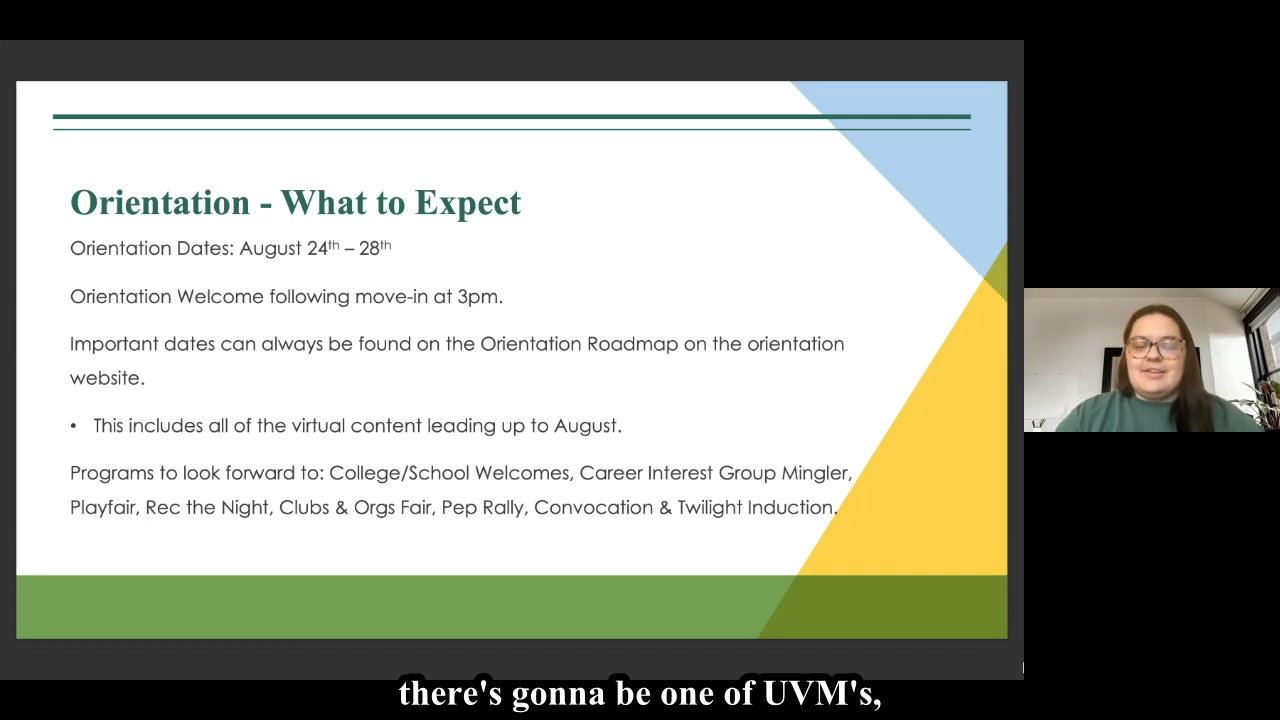 Orientation - What to Expect
Orientation Dates: August 24th – 28th
Orientation Welcome following move-in at 3pm.
Important dates can always be found on the Orientation Roadmap on the orientation
website.
• This includes all of the virtual content leading up to August.
Programs to look forward to: College/School Welcomes, Career Interest Group Mingler,
Playfair, Rec the Night, Clubs & Orgs Fair, Pep Rally, Convocation & Twilight Induction.
there's gonna be one of UVM's,